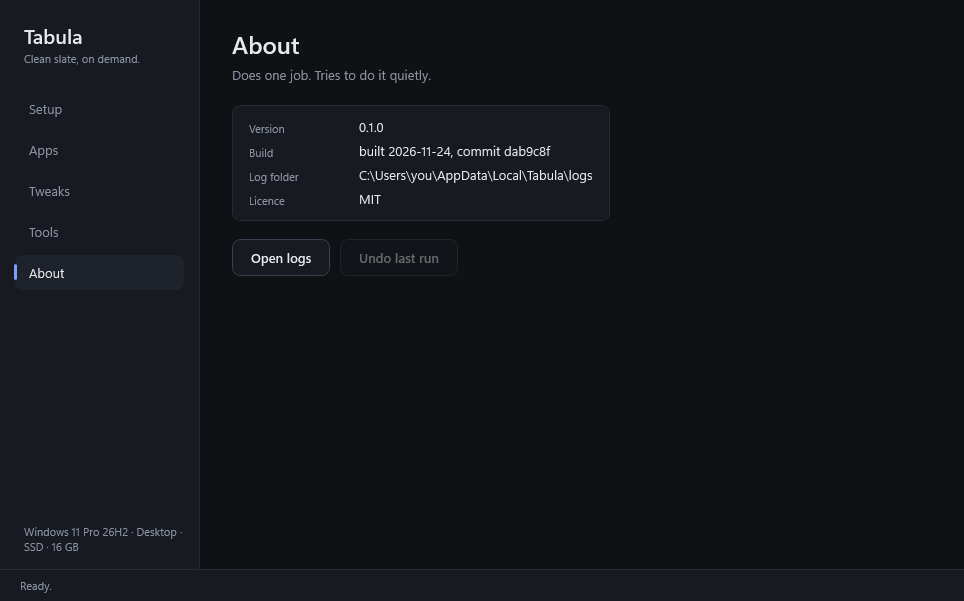 Tabula
Clean slate, on demand.
Setup
Apps
Tweaks
Tools
About
Windows 11 Pro 26H2 · Desktop ·
SSD · 16 GB
About
Does one job. Tries to do it quietly.
Version 0.1.0
Build built 2026-11-24, commit dab9c8f
Log folder C:\Users\you\AppData\Local\Tabula\logs
Licence MIT
Open logs Undo last run
Ready.